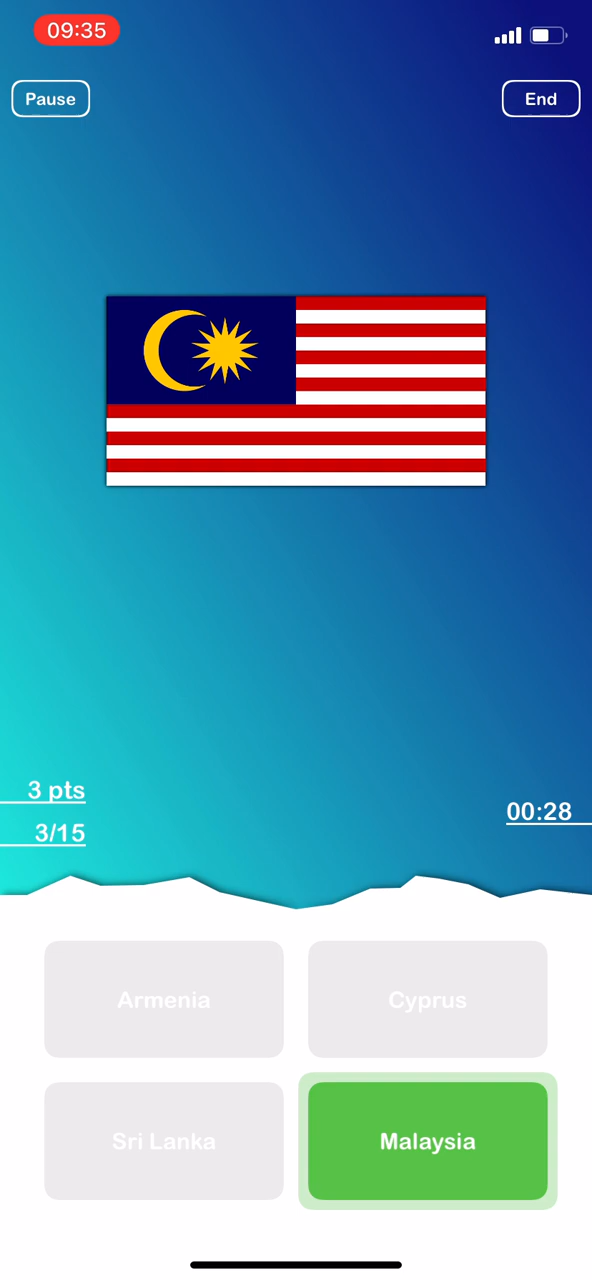 09:35
Pause
End
3 pts
3/15
00:28
Armenia
Cyprus
Sri Lanka
Malaysia